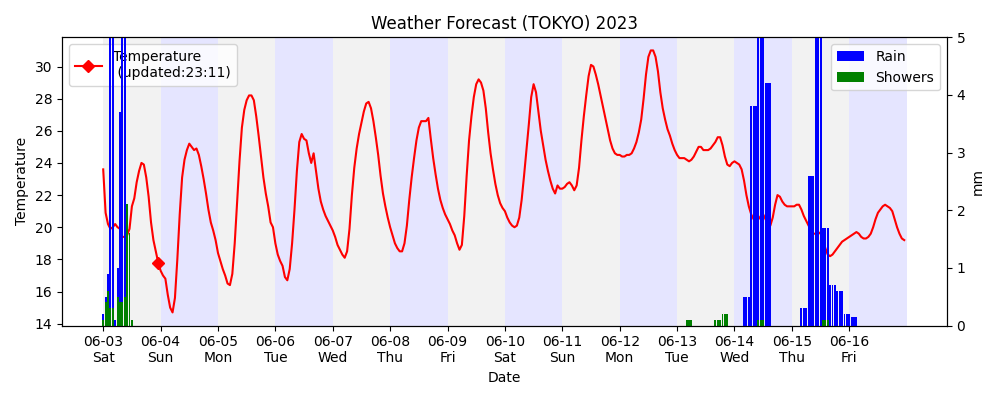 Weather Forecast (TOKYO) 2023
Temperature
(updated:23:11)
Rain
Showers
Temperature
30
28
26
24
22
20
18
16
14
5
4
3
2
1
0
mm
06-03 06-04 06-05 06-06 06-07 06-08 06-09 06-10 06-11 06-12 06-13 06-14 06-15 06-16
Sat Sun Mon Tue Wed Thu Fri Sat Sun Mon Tue Wed Thu Fri
Date